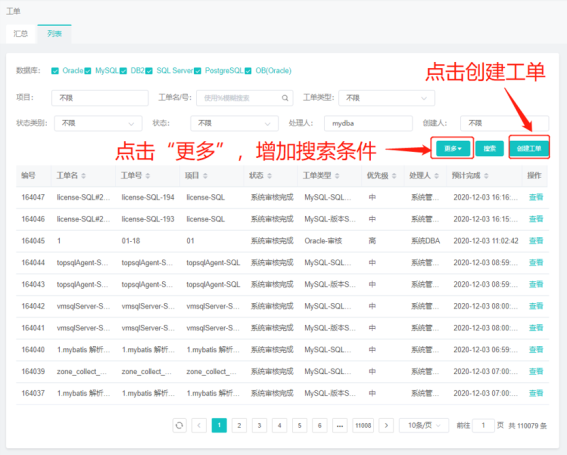 工单
汇总 列表
点击创建工单
数据库: Oracle MySQL DB2 SQL Server PostgreSQL OB(Oracle)
项目: 不限 工单名/号: 使用%模糊搜索 工单类型: 不限
状态类别: 不限 状态: 不限 处理人: mydba 创建人: 不限
点击“更多”，增加搜索条件 更多 搜索 创建工单
编号 工单名 工单号 项目 状态 工单类型 优先级 处理人 预计完成 操作
164047 license-SQL#2... license-SQL-194 license-SQL 系统审核完成 MySQL-SQL... 中 系统管... 2020-12-03 16:16:... 查看
164046 license-SQL#2... license-SQL-193 license-SQL 系统审核完成 MySQL-版本S... 中 系统管... 2020-12-03 16:15:... 查看
164045 1 01-18 01 系统审核完成 Oracle-审核 高 系统DBA 2020-12-03 11:02:42 查看
164044 topsqlAgent-S... topsqlAgent-S... topsqlAgent-SQL 系统审核完成 MySQL-SQL... 中 系统管... 2020-12-03 08:59:... 查看
164043 topsqlAgent-S... topsqlAgent-S... topsqlAgent-SQL 系统审核完成 MySQL-版本S... 中 系统管... 2020-12-03 08:59:... 查看
164042 vmsqlServer-S... vmsqlServer-S... vmsqlServer-SQL 系统审核完成 MySQL-SQL... 中 系统管... 2020-12-03 08:00:... 查看
164041 vmsqlServer-S... vmsqlServer-S... vmsqlServer-SQL 系统审核完成 MySQL-版本S... 中 系统管... 2020-12-03 08:00:... 查看
164040 1.mybatis 解析... 1.mybatis 解析... 1.mybatis 解析... 系统审核完成 MySQL-SQL... 中 系统管... 2020-12-03 06:59:... 查看
164039 zone_collect_... zone_collect_... zone_collect_... 系统审核完成 MySQL-SQL... 中 系统管... 2020-12-03 07:00:... 查看
164037 1.mybatis 解析... 1.mybatis 解析... 1.mybatis 解析... 系统审核完成 MySQL-版本S... 中 系统管... 2020-12-03 07:00:... 查看
1 2 3 4 5 6 ... 11008 10条/页 前往 1 页 共 110079 条